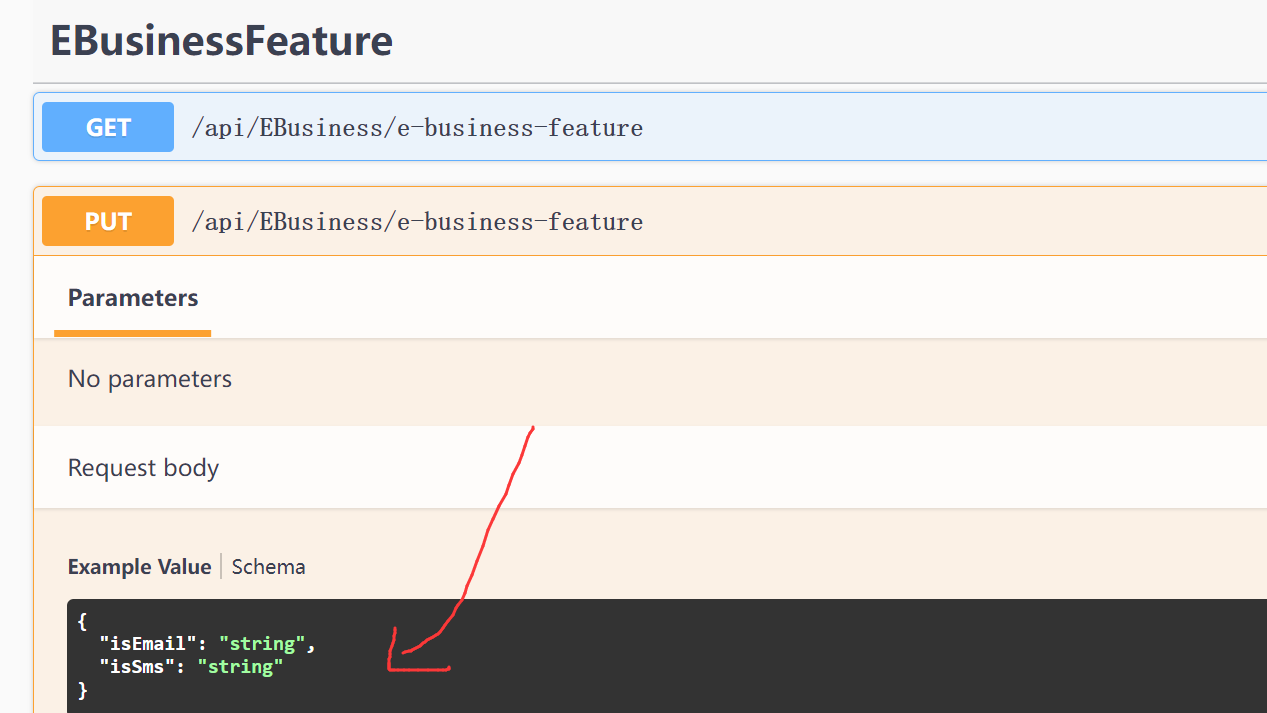 EBusinessFeature
GET /api/EBusiness/e-business-feature
PUT /api/EBusiness/e-business-feature
Parameters
No parameters
Request body
Example Value | Schema
{
  "isEmail": "string",
  "isSms": "string"
}